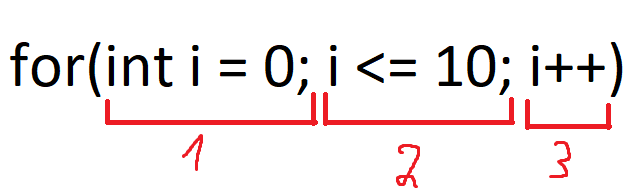 for(int i = 0; i <= 10; i++)
1 2 3